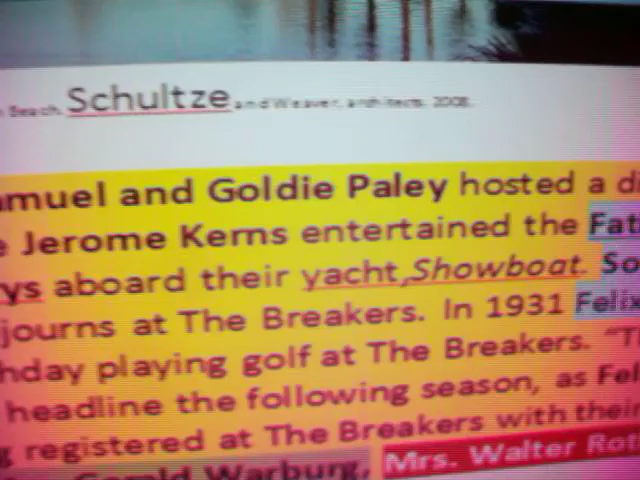 Beach. Schultze and Weaver, architects. 2008.
amuel and Goldie Paley hosted a di
e Jerome Kerns entertained the Fat
ys aboard their yacht,Showboat. So
journs at The Breakers. In 1931 Felix
hday playing golf at The Breakers. "T
headline the following season, as Fel
g registered at The Breakers with their
Gerald Warburg, Mrs. Walter Rot